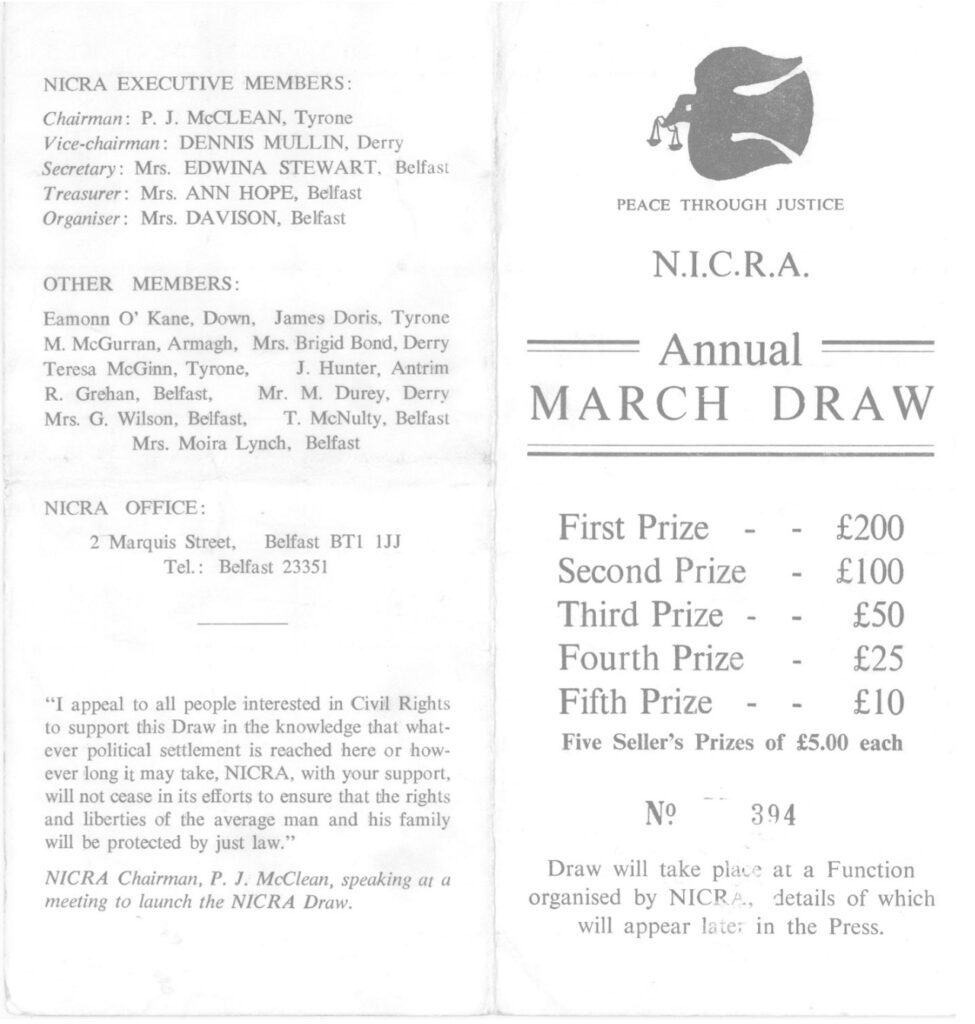 NICRA EXECUTIVE MEMBERS:
Chairman: P. J. McCLEAN, Tyrone
Vice-chairman: DENNIS MULLIN, Derry
Secretary: Mrs. EDWINA STEWART, Belfast
Treasurer: Mrs. ANN HOPE, Belfast
Organiser: Mrs. DAVISON, Belfast
OTHER MEMBERS:
Eamonn O' Kane, Down, James Doris, Tyrone
M. McGurran, Armagh, Mrs. Brigid Bond, Derry
Teresa McGinn, Tyrone, J. Hunter, Antrim
R. Grehan, Belfast, Mr. M. Durey, Derry
Mrs. G. Wilson, Belfast, T. McNulty, Belfast
Mrs. Moira Lynch, Belfast
NICRA OFFICE:
2 Marquis Street, Belfast BT1 1JJ
Tel.: Belfast 23351
"I appeal to all people interested in Civil Rights
to support this Draw in the knowledge that what-
ever political settlement is reached here or how-
ever long it may take, NICRA, with your support,
will not cease in its efforts to ensure that the rights
and liberties of the average man and his family
will be protected by just law."
NICRA Chairman, P. J. McClean, speaking at a
meeting to launch the NICRA Draw.
PEACE THROUGH JUSTICE
N.I.C.R.A.
Annual
MARCH DRAW
First Prize - - £200
Second Prize - £100
Third Prize - - £50
Fourth Prize - £25
Fifth Prize - - £10
Five Seller's Prizes of £5.00 each
Nº 394
Draw will take place at a Function
organised by NICRA, details of which
will appear later in the Press.